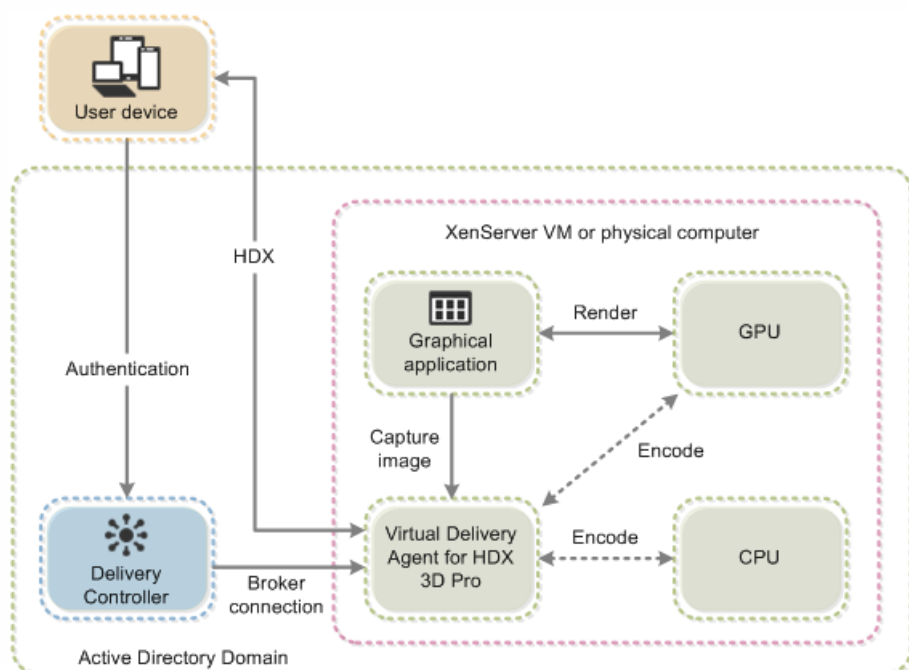 User device
XenServer VM or physical computer
HDX
Graphical
application
Render
GPU
Authentication
Capture
image
Encode
Delivery
Controller
Broker
connection
Virtual Delivery
Agent for HDX
3D Pro
Encode
CPU
Active Directory Domain